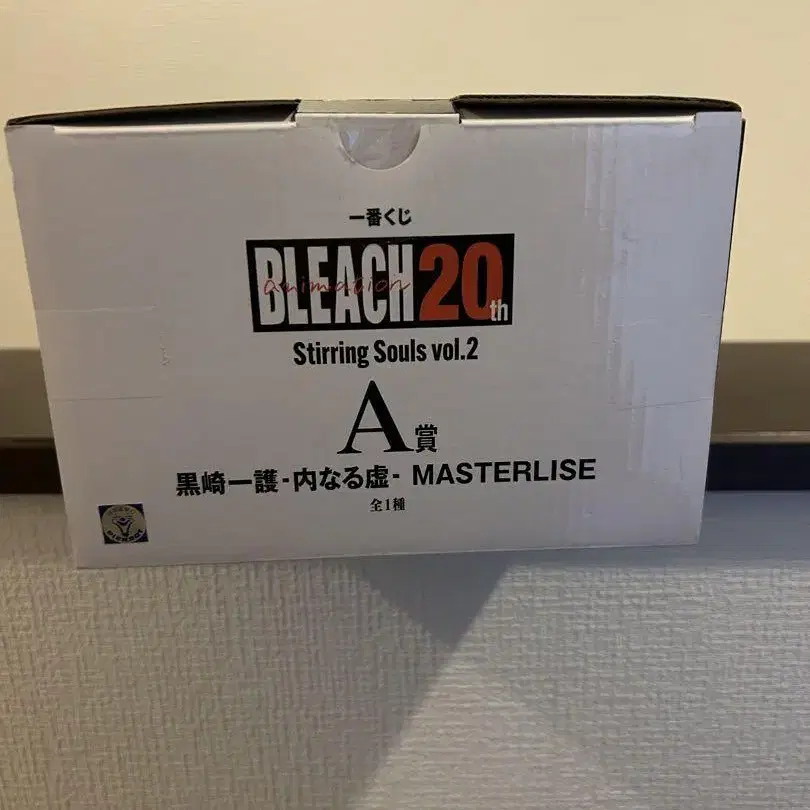 一番くじ
BLEACH 20th
animation
Stirring Souls vol.2
A賞
黒崎一護-内なる虚- MASTERLISE
全1種